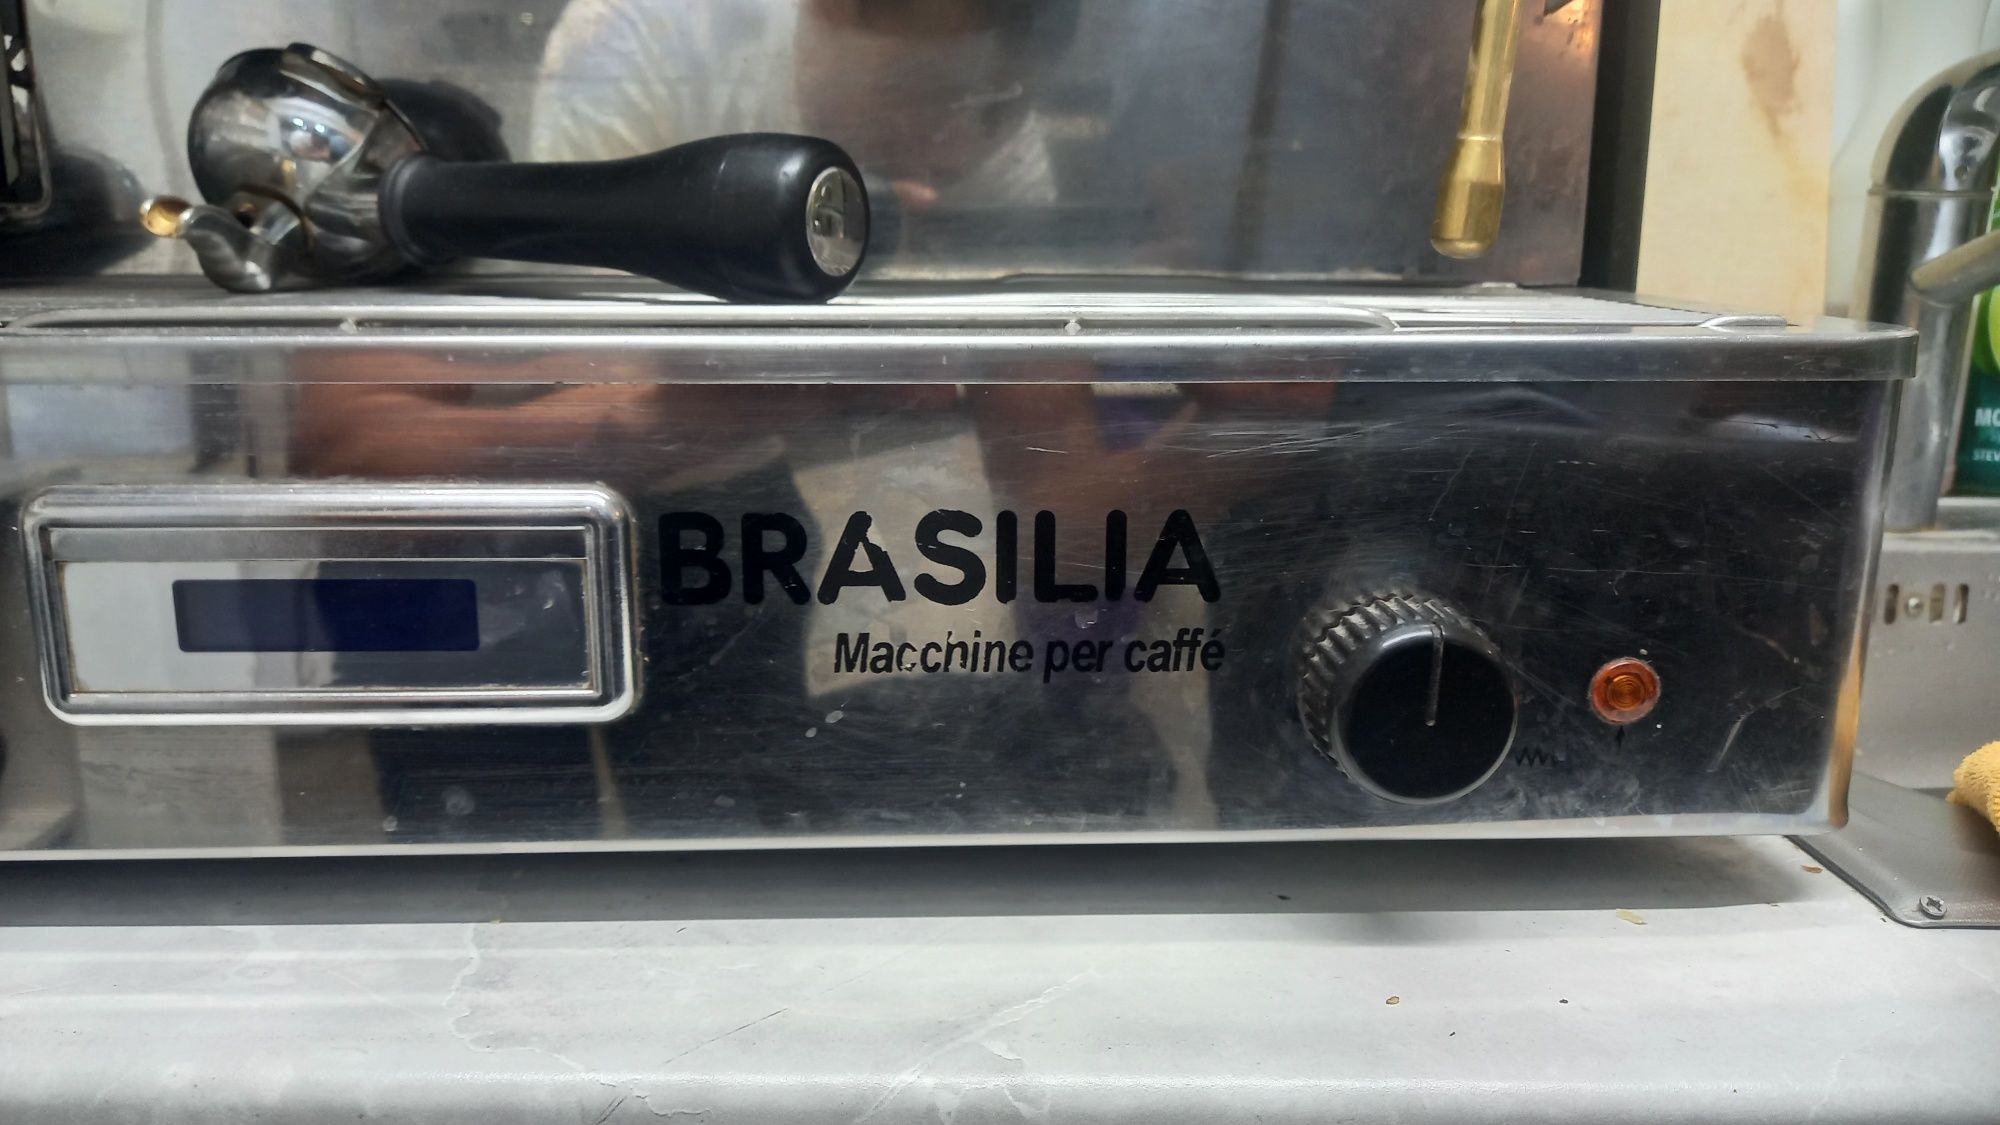 BRASILIA
Macchine per caffé